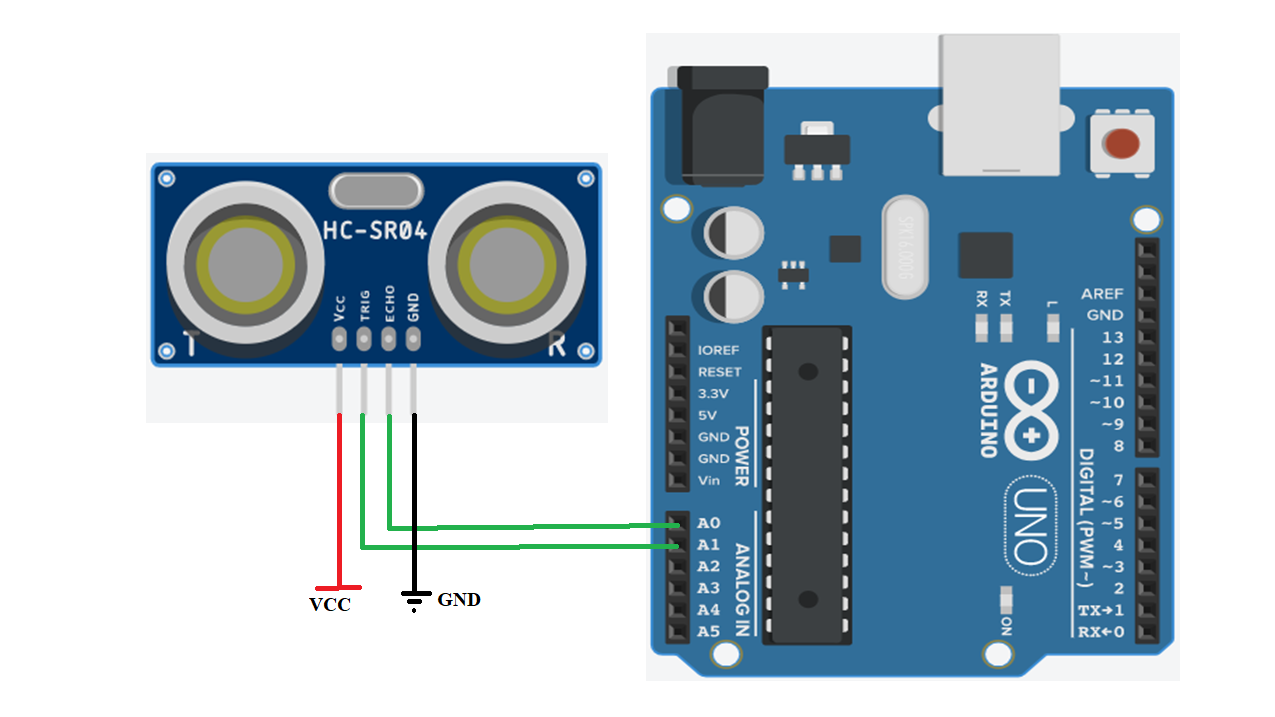 HC-SR04
VCC
TRIG
ECHO
GND
T
R
VCC
GND
SPK16.000G
RX
TX
L
AREF
GND
13
12
~11
~10
~9
8
7
~6
~5
4
~3
2
TX→1
RX←0
DIGITAL (PWM~)
ARDUINO
UNO
ON
IOREF
RESET
3.3V
5V
GND
GND
Vin
POWER
A0
A1
A2
A3
A4
A5
ANALOG IN